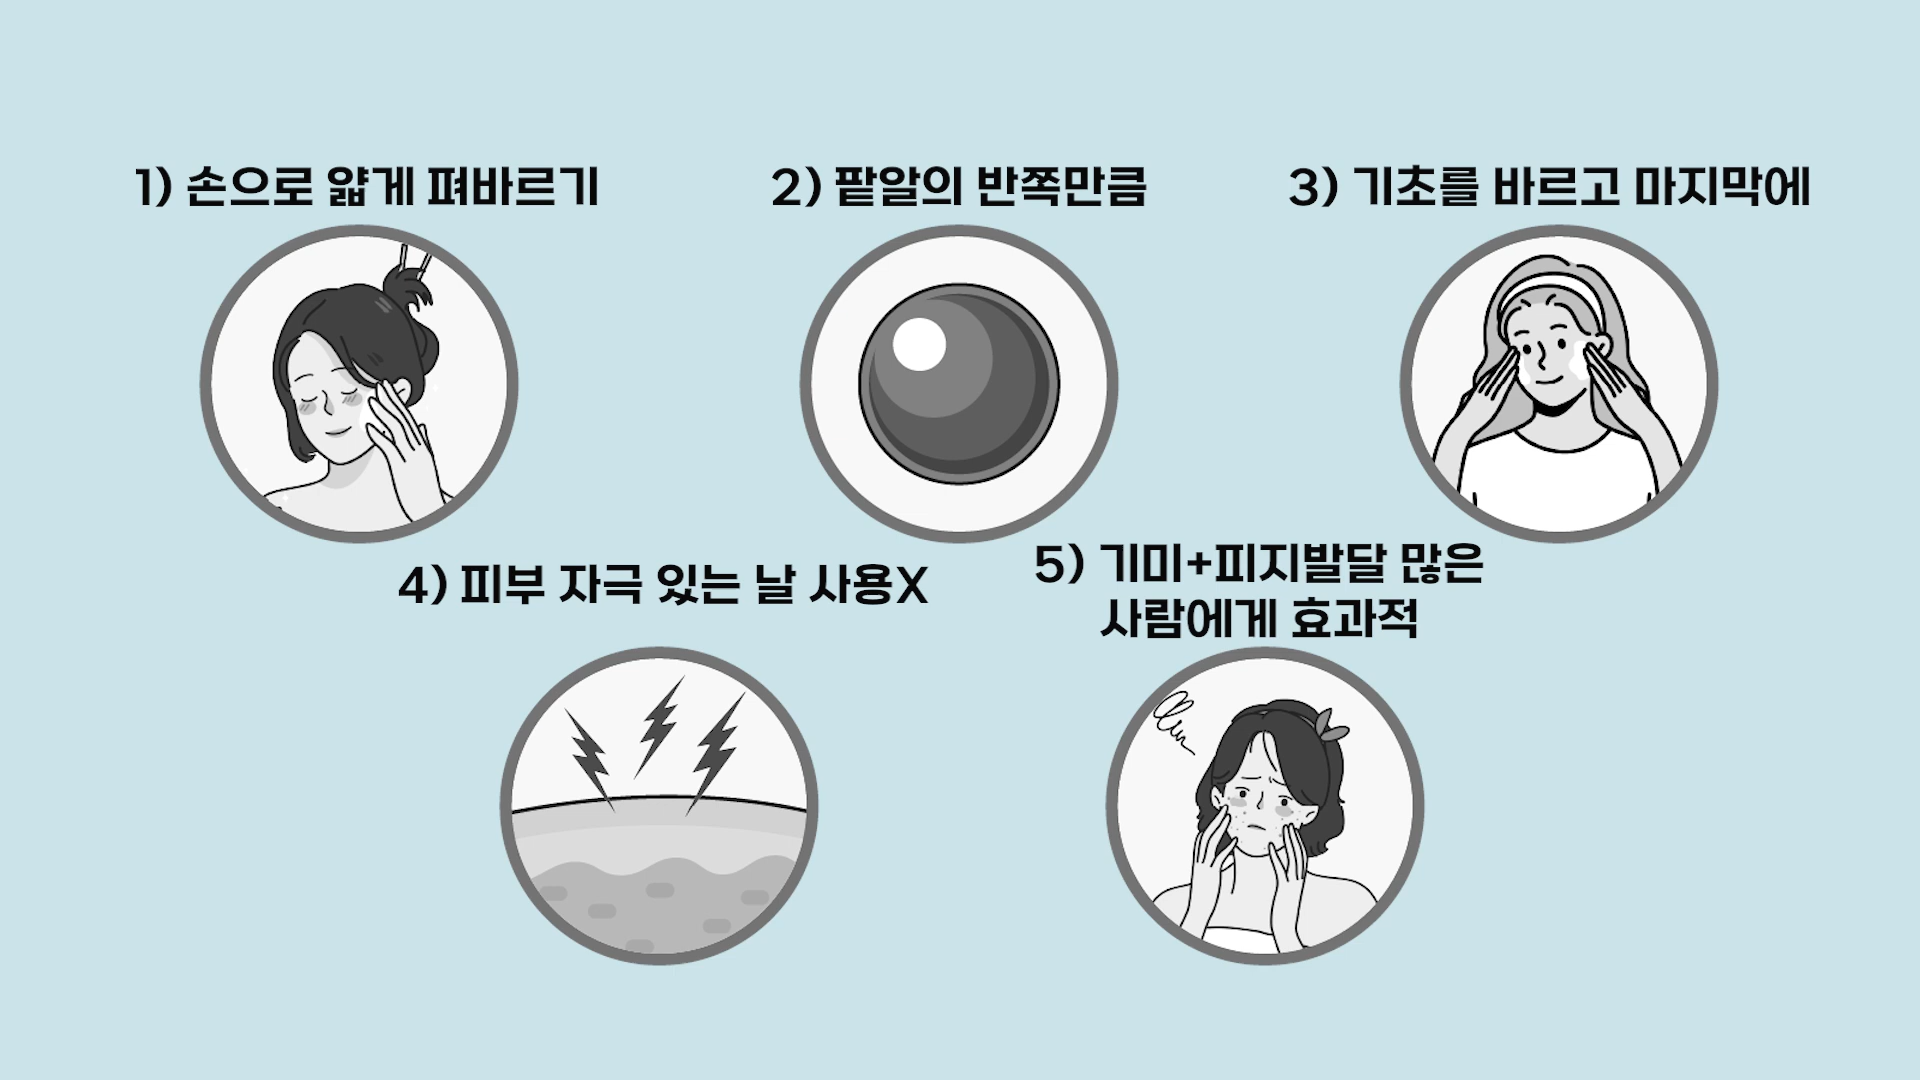 1) 손으로 얇게 펴바르기
2) 팥알의 반쪽만큼
3) 기초를 바르고 마지막에
4) 피부 자극 있는 날 사용X
5) 기미+피지발달 많은
사람에게 효과적